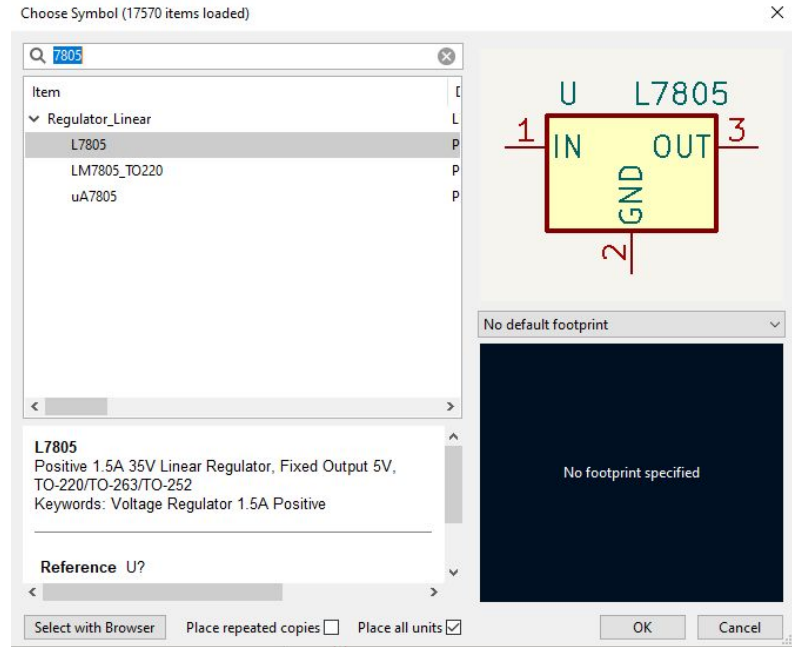 Choose Symbol (17570 items loaded)
7805
Item
Regulator_Linear
L
L7805
P
LM7805_TO220
P
uA7805
P
U L7805
1 IN OUT 3
GND
2
No default footprint
No footprint specified
L7805
Positive 1.5A 35V Linear Regulator, Fixed Output 5V,
TO-220/TO-263/TO-252
Keywords: Voltage Regulator 1.5A Positive
Reference U?
Select with Browser
Place repeated copies
Place all units
OK
Cancel